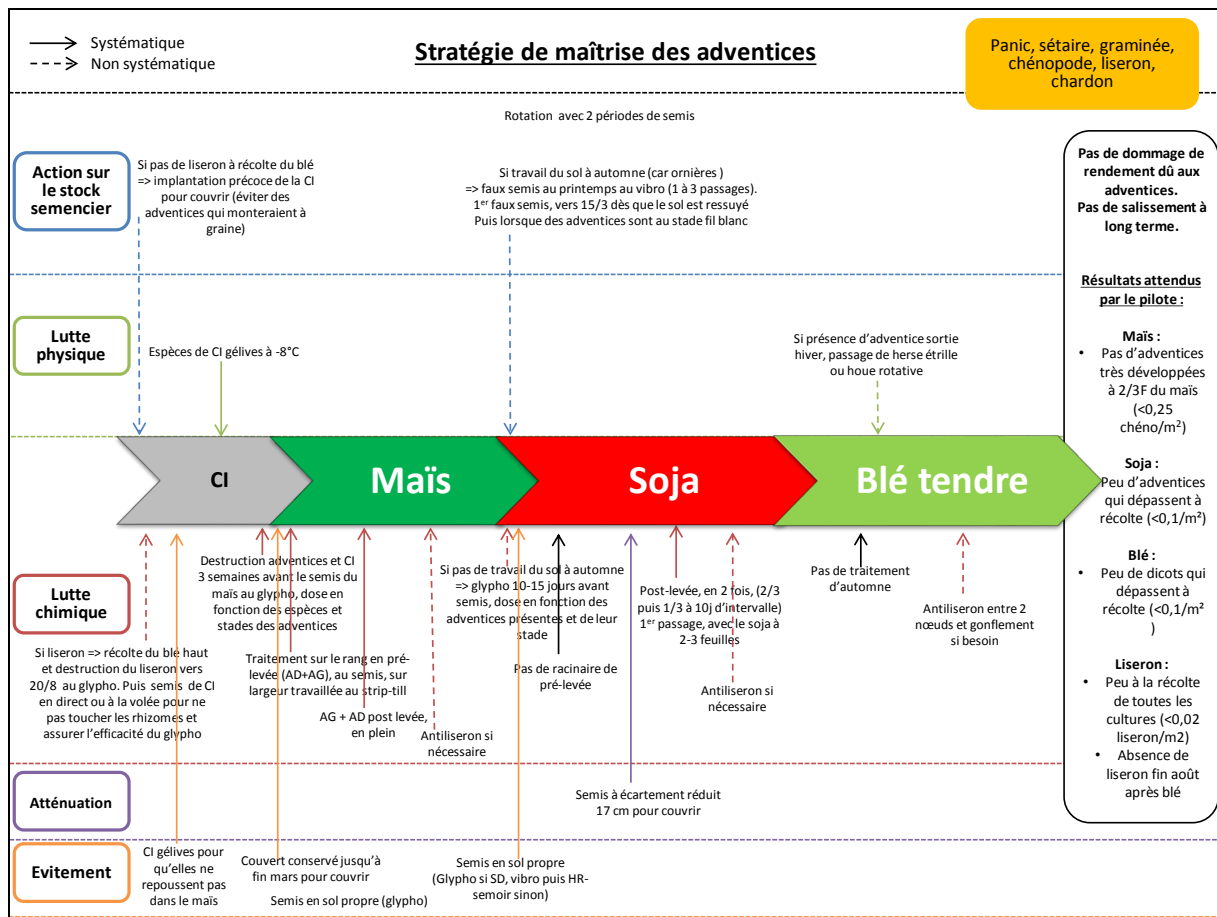 Systématique
Non systématique
Stratégie de maîtrise des adventices
Panic, sétaire, graminée,
chénopode, liseron,
chardon
Rotation avec 2 périodes de semis
Action sur
le stock
semencier
Si pas de liseron à récolte du blé
=> implantation précoce de la CI
pour couvrir (éviter des
adventices qui monteraient à
graine)
Si travail du sol à automne (car ornières )
=> faux semis au printemps au vibro (1 à 3 passages).
1er faux semis, vers 15/3 dès que le sol est ressuyé
Puis lorsque des adventices sont au stade fil blanc
Lutte
physique
Espèces de CI gélives à -8°C
Si présence d'adventice sortie
hiver, passage de herse étrille
ou houe rotative
CI
Maïs
Soja
Blé tendre
Lutte
chimique
Si liseron => récolte du blé haut
et destruction du liseron vers
20/8 au glypho. Puis semis de CI
en direct ou à la volée pour ne
pas toucher les rhizomes et
assurer l'efficacité du glypho
Destruction adventices et CI
3 semaines avant le semis du
maïs au glypho, dose en
fonction des espèces et
stades des adventices
Traitement sur le rang en pré-
levée (AD+AG), au semis, sur
largeur travaillée au strip-till
AG + AD post levée,
en plein
Antiliseron si
nécessaire
Si pas de travail du sol à automne
=> glypho 10-15 jours avant
semis, dose en fonction des
adventices présentes et de leur
stade
Pas de racinaire de
pré-levée
Post-levée, en 2 fois, (2/3
puis 1/3 à 10j d'intervalle)
1er passage, avec le soja à
2-3 feuilles
Antiliseron si
nécessaire
Pas de traitement
d'automne
Antiliseron entre 2
nœuds et gonflement
si besoin
Atténuation
Semis à écartement réduit
17 cm pour couvrir
Evitement
CI gélives pour
qu'elles ne
repoussent pas
dans le maïs
Couvert conservé jusqu'à
fin mars pour couvrir
Semis en sol propre (glypho)
Semis en sol propre
(Glypho si SD, vibro puis HR-
semoir sinon)
Pas de dommage de
rendement dû aux
adventices.
Pas de salissement à
long terme.
Résultats attendus
par le pilote :
Maïs :
• Pas d'adventices
très développées
à 2/3F du maïs
(<0,25
chéno/m²)
Soja :
Peu d'adventices
qui dépassent à
récolte (<0,1/m²)
Blé :
• Peu de dicots qui
dépassent à
récolte (<0,1/m²
)
Liseron :
• Peu à la récolte
de toutes les
cultures (<0,02
liseron/m2)
• Absence de
liseron fin août
après blé